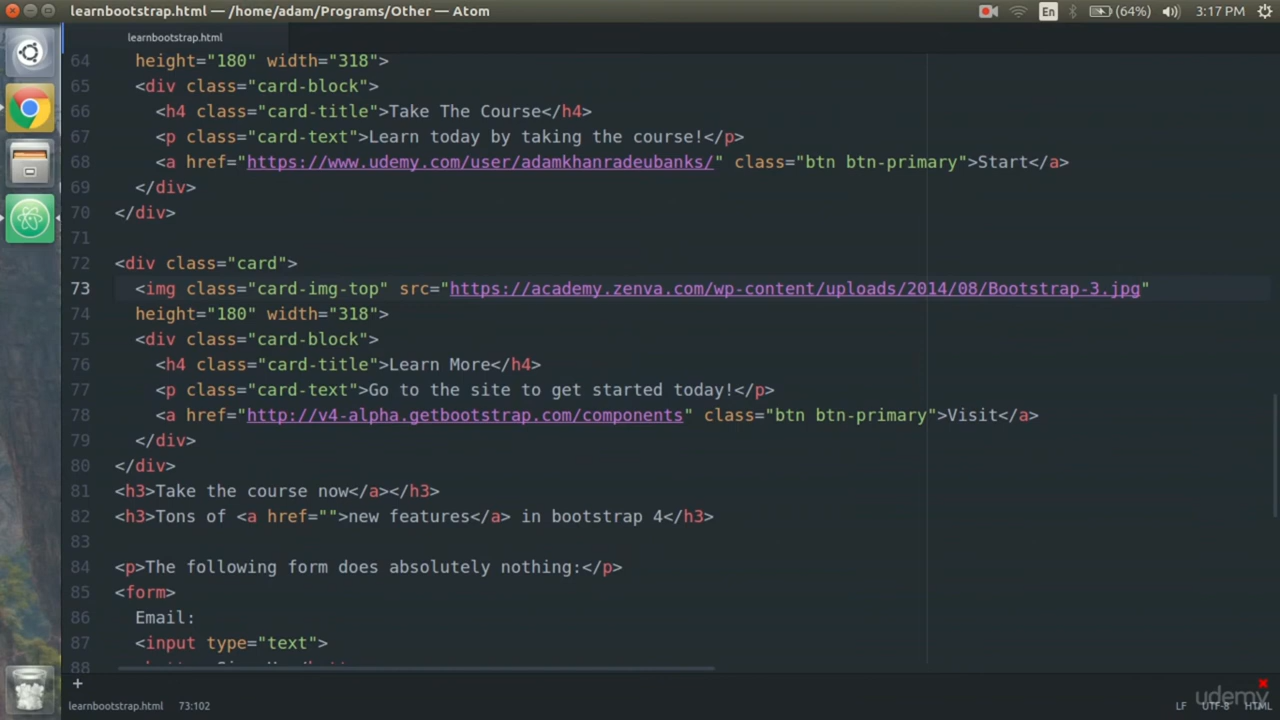 learnbootstrap.html — /home/adam/Programs/Other — Atom
En (64%) 3:17 PM
learnbootstrap.html
64 height="180" width="318">
65 <div class="card-block">
66 <h4 class="card-title">Take The Course</h4>
67 <p class="card-text">Learn today by taking the course!</p>
68 <a href="https://www.udemy.com/user/adamkhanradeubanks/" class="btn btn-primary">Start</a>
69 </div>
70 </div>
71
72 <div class="card">
73 <img class="card-img-top" src="https://academy.zenva.com/wp-content/uploads/2014/08/Bootstrap-3.jpg"
74 height="180" width="318">
75 <div class="card-block">
76 <h4 class="card-title">Learn More</h4>
77 <p class="card-text">Go to the site to get started today!</p>
78 <a href="http://v4-alpha.getbootstrap.com/components" class="btn btn-primary">Visit</a>
79 </div>
80 </div>
81 <h3>Take the course now</a></h3>
82 <h3>Tons of <a href="">new features</a> in bootstrap 4</h3>
83
84 <p>The following form does absolutely nothing:</p>
85 <form>
86 Email:
87 <input type="text">
88
+
learnbootstrap.html 73:102 LF UTF-8 HTML
udemy